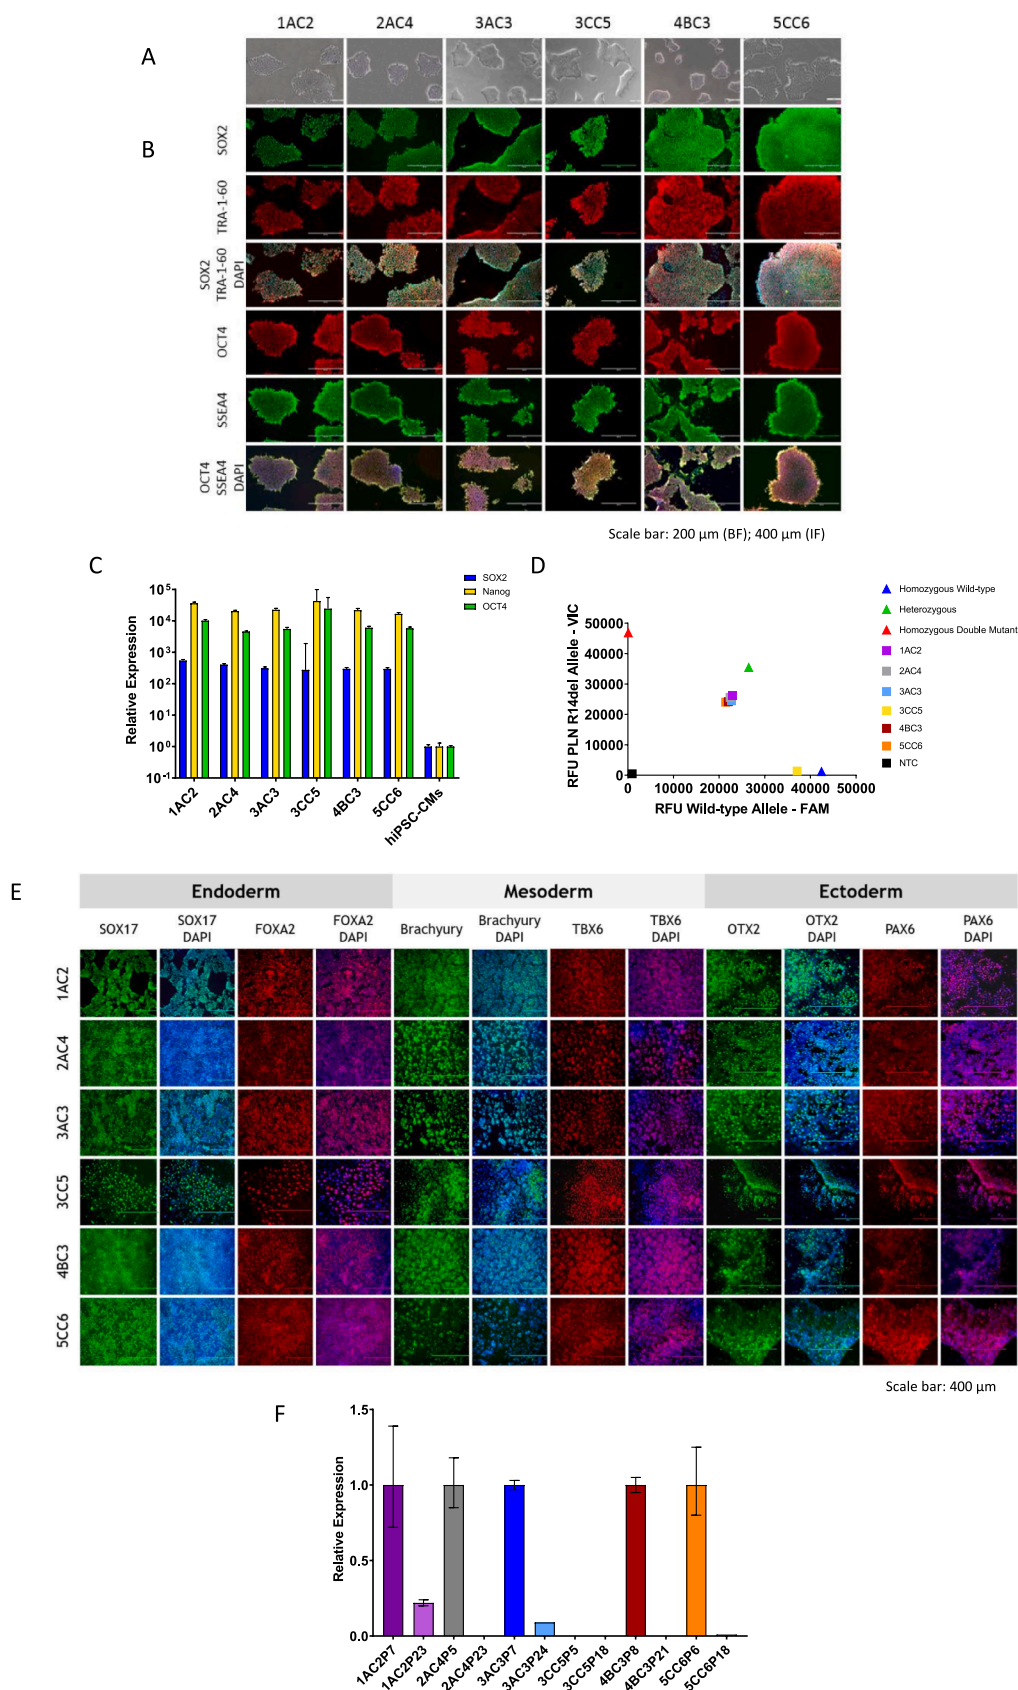 1AC2 2AC4 3AC3 3CC5 4BC3 5CC6
A
B
SOX2
TRA-1-60
SOX2
TRA-1-60
DAPI
OCT4
SSEA4
OCT4
SSEA4
DAPI
Scale bar: 200 µm (BF); 400 µm (IF)
C
Relative Expression
10⁵
10⁴
10³
10²
10¹
10⁰
10⁻¹
1AC2
2AC4
3AC3
3CC5
4BC3
5CC6
hiPSC-CMs
SOX2
Nanog
OCT4
D
RFU PLN R14del Allele - VIC
50000
40000
30000
20000
10000
0
0 10000 20000 30000 40000 50000
RFU Wild-type Allele - FAM
Homozygous Wild-type
Heterozygous
Homozygous Double Mutant
1AC2
2AC4
3AC3
3CC5
4BC3
5CC6
NTC
E
Endoderm Mesoderm Ectoderm
SOX17
SOX17
DAPI
FOXA2
FOXA2
DAPI
Brachyury
Brachyury
DAPI
TBX6
TBX6
DAPI
OTX2
OTX2
DAPI
PAX6
PAX6
DAPI
1AC2
2AC4
3AC3
3CC5
4BC3
5CC6
Scale bar: 400 µm
F
Relative Expression
1.5
1.0
0.5
0.0
1AC2P7
1AC2P23
2AC4P5
2AC4P23
3AC3P7
3AC3P24
3CC5P5
3CC5P18
4BC3P8
4BC3P21
5CC6P6
5CC6P18